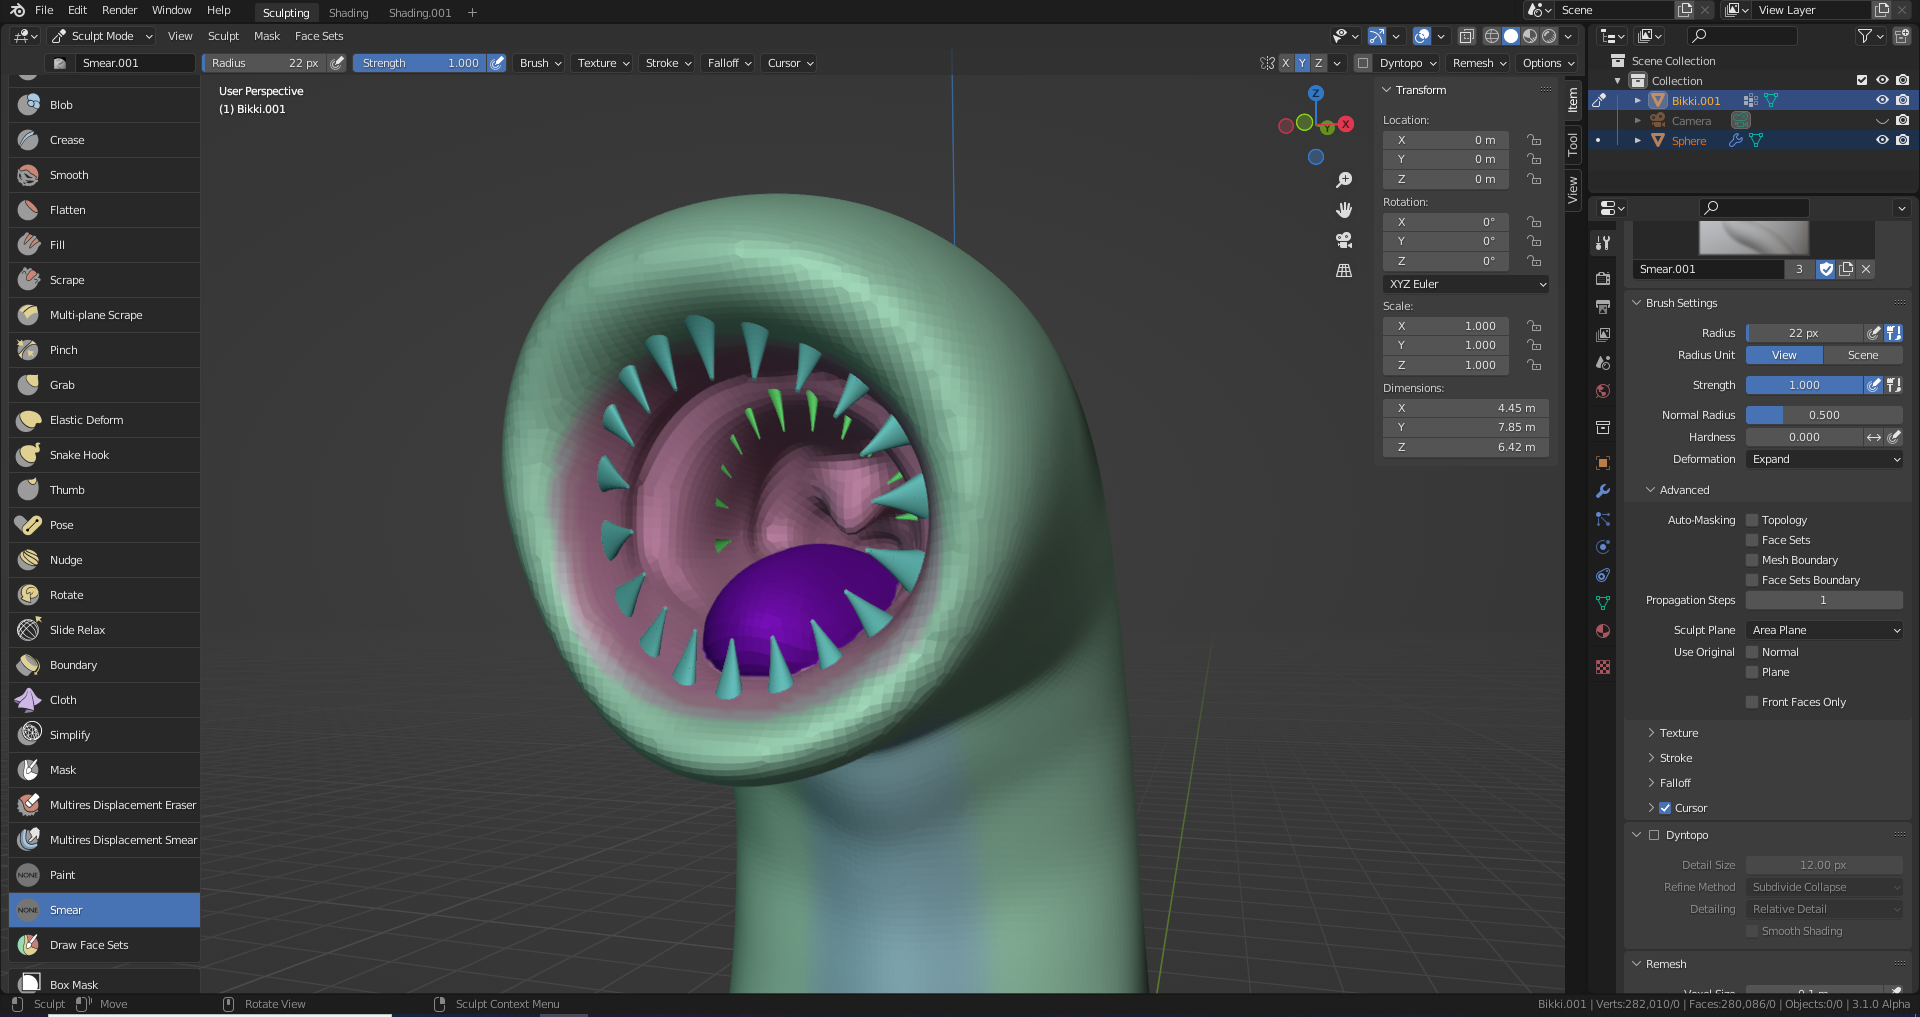 File Edit Render Window Help Sculpting Shading Shading.001 + Scene View Layer
Sculpt Mode View Sculpt Mask Face Sets
Smear.001 Radius 22 px Strength 1.000 Brush Texture Stroke Falloff Cursor X Y Z Dyntopo Remesh Options
Blob
Crease
Smooth
Flatten
Fill
Scrape
Multi-plane Scrape
Pinch
Grab
Elastic Deform
Snake Hook
Thumb
Pose
Nudge
Rotate
Slide Relax
Boundary
Cloth
Simplify
Mask
Multires Displacement Eraser
Multires Displacement Smear
NONE Paint
NONE Smear
Draw Face Sets
Box Mask
User Perspective
(1) Bikki.001
Z
Y X
Transform
Location:
X 0 m
Y 0 m
Z 0 m
Rotation:
X 0°
Y 0°
Z 0°
XYZ Euler
Scale:
X 1.000
Y 1.000
Z 1.000
Dimensions:
X 4.45 m
Y 7.85 m
Z 6.42 m
Item
Tool
View
Scene Collection
Collection
Bikki.001
Camera
Sphere
Smear.001 3
Brush Settings
Radius 22 px
Radius Unit View Scene
Strength 1.000
Normal Radius 0.500
Hardness 0.000
Deformation Expand
Advanced
Auto-Masking Topology
Face Sets
Mesh Boundary
Face Sets Boundary
Propagation Steps 1
Sculpt Plane Area Plane
Use Original Normal
Plane
Front Faces Only
Texture
Stroke
Falloff
Cursor
Dyntopo
Detail Size 12.00 px
Refine Method Subdivide Collapse
Detailing Relative Detail
Smooth Shading
Remesh
Voxel Size 0.1 m
Sculpt Move Rotate View Sculpt Context Menu Bikki.001 | Verts:282,010/0 | Faces:280,086/0 | Objects:0/0 | 3.1.0 Alpha